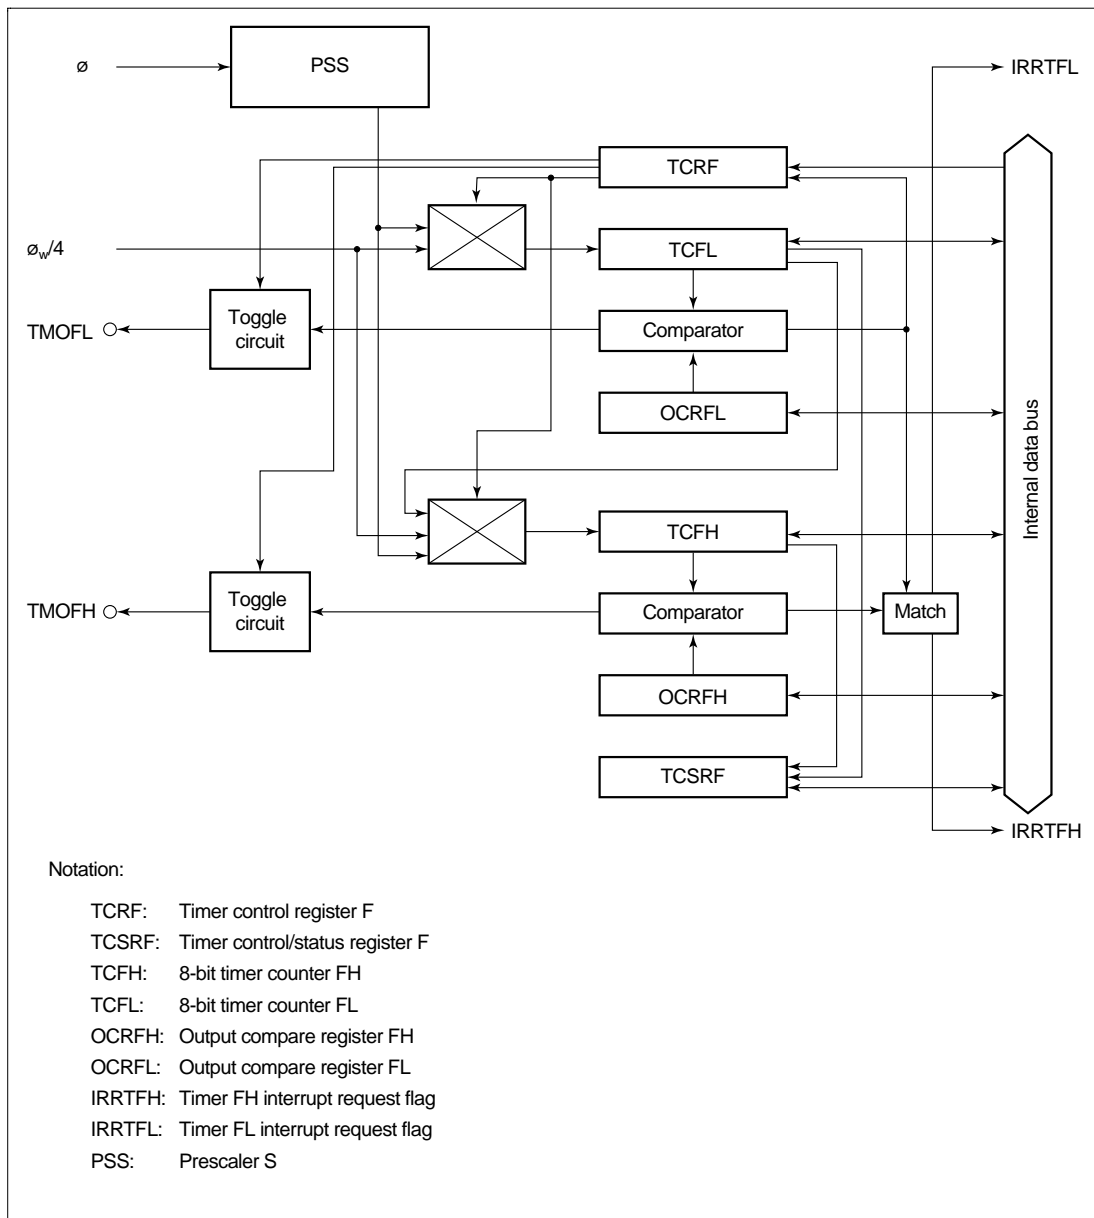 ø
PSS
IRRTFL
TCRF
ø_w/4
TCFL
TMOFL
Toggle
circuit
Comparator
OCRFL
Internal data bus
TCFH
TMOFH
Toggle
circuit
Comparator
Match
OCRFH
TCSRF
IRRTFH
Notation:
TCRF: Timer control register F
TCSRF: Timer control/status register F
TCFH: 8-bit timer counter FH
TCFL: 8-bit timer counter FL
OCRFH: Output compare register FH
OCRFL: Output compare register FL
IRRTFH: Timer FH interrupt request flag
IRRTFL: Timer FL interrupt request flag
PSS: Prescaler S